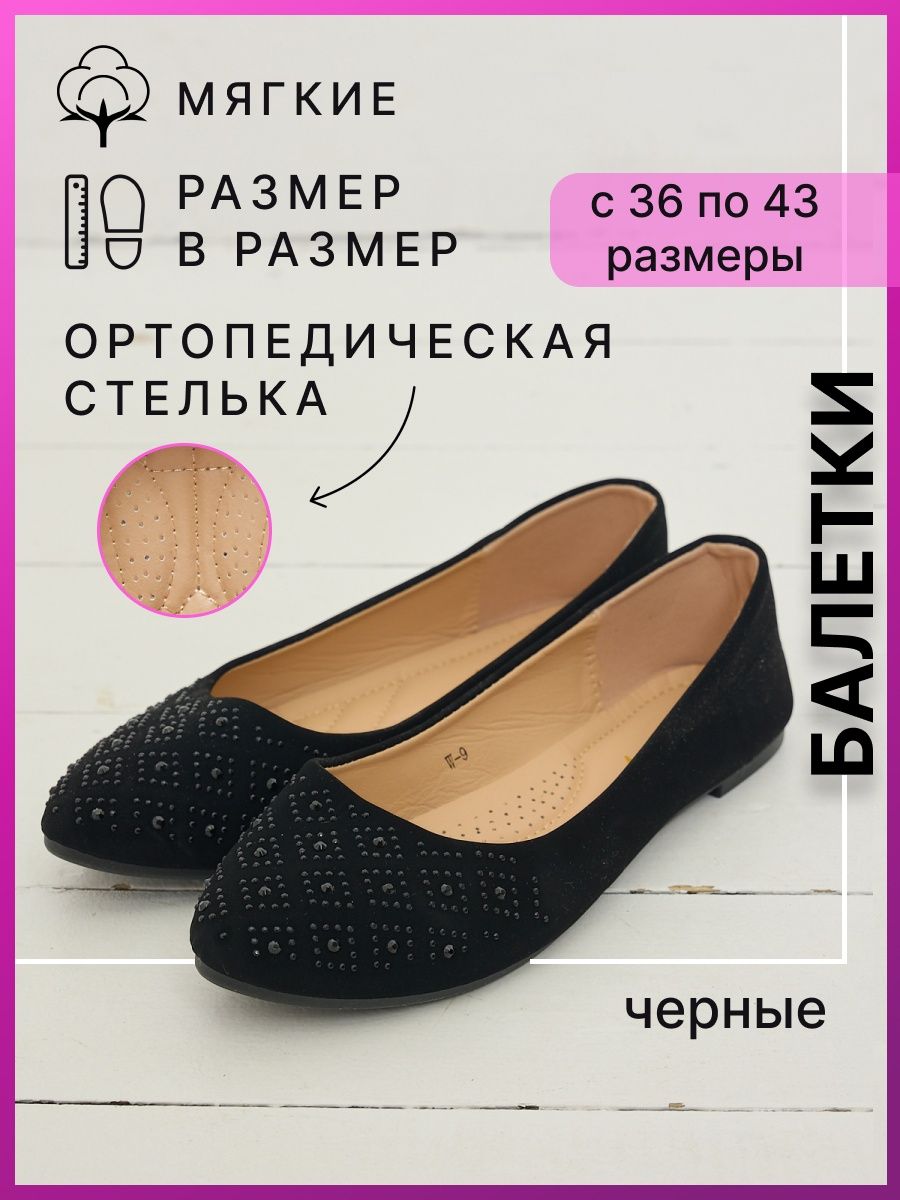 МЯГКИЕ
РАЗМЕР
В РАЗМЕР
с 36 по 43
размеры
ОРТОПЕДИЧЕСКАЯ
СТЕЛЬКА
БАЛЕТКИ
черные